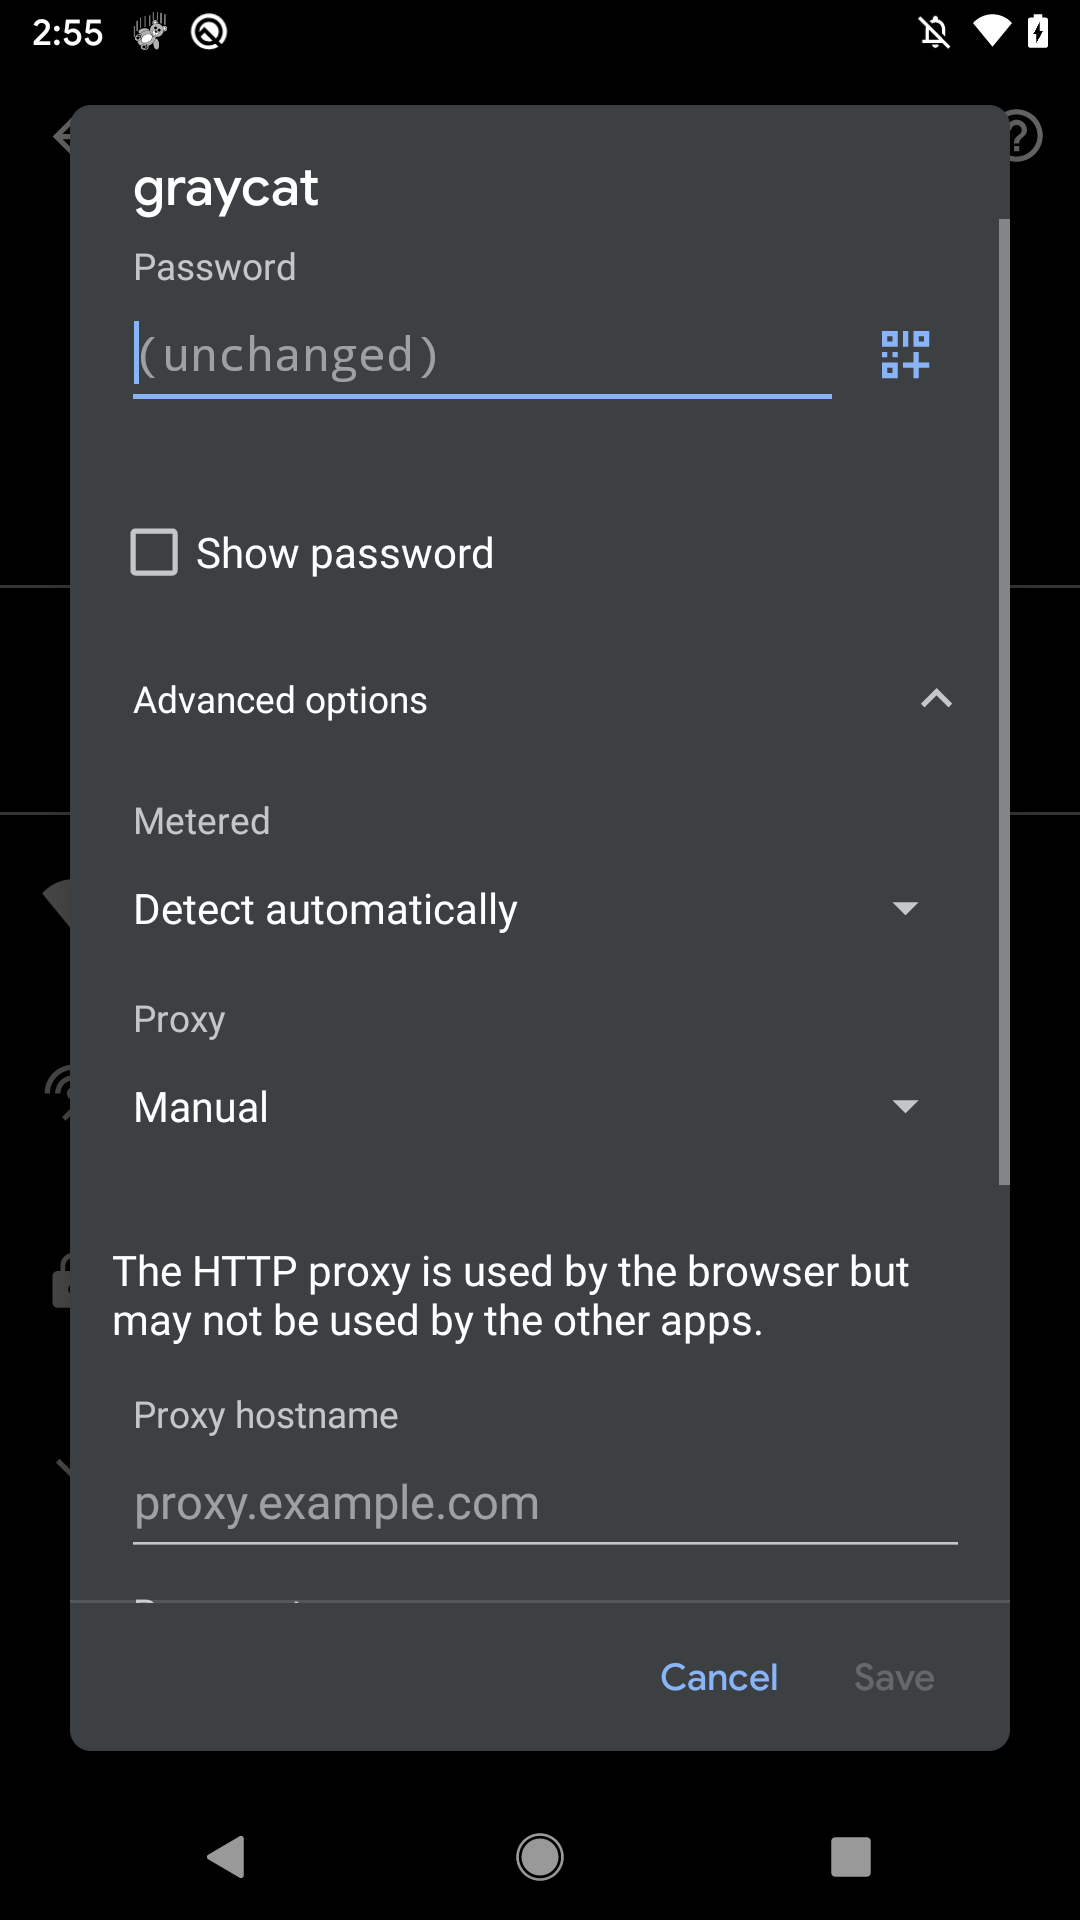 2:55
graycat
Password
(unchanged)
Show password
Advanced options
Metered
Detect automatically
Proxy
Manual
The HTTP proxy is used by the browser but
may not be used by the other apps.
Proxy hostname
proxy.example.com
Cancel
Save